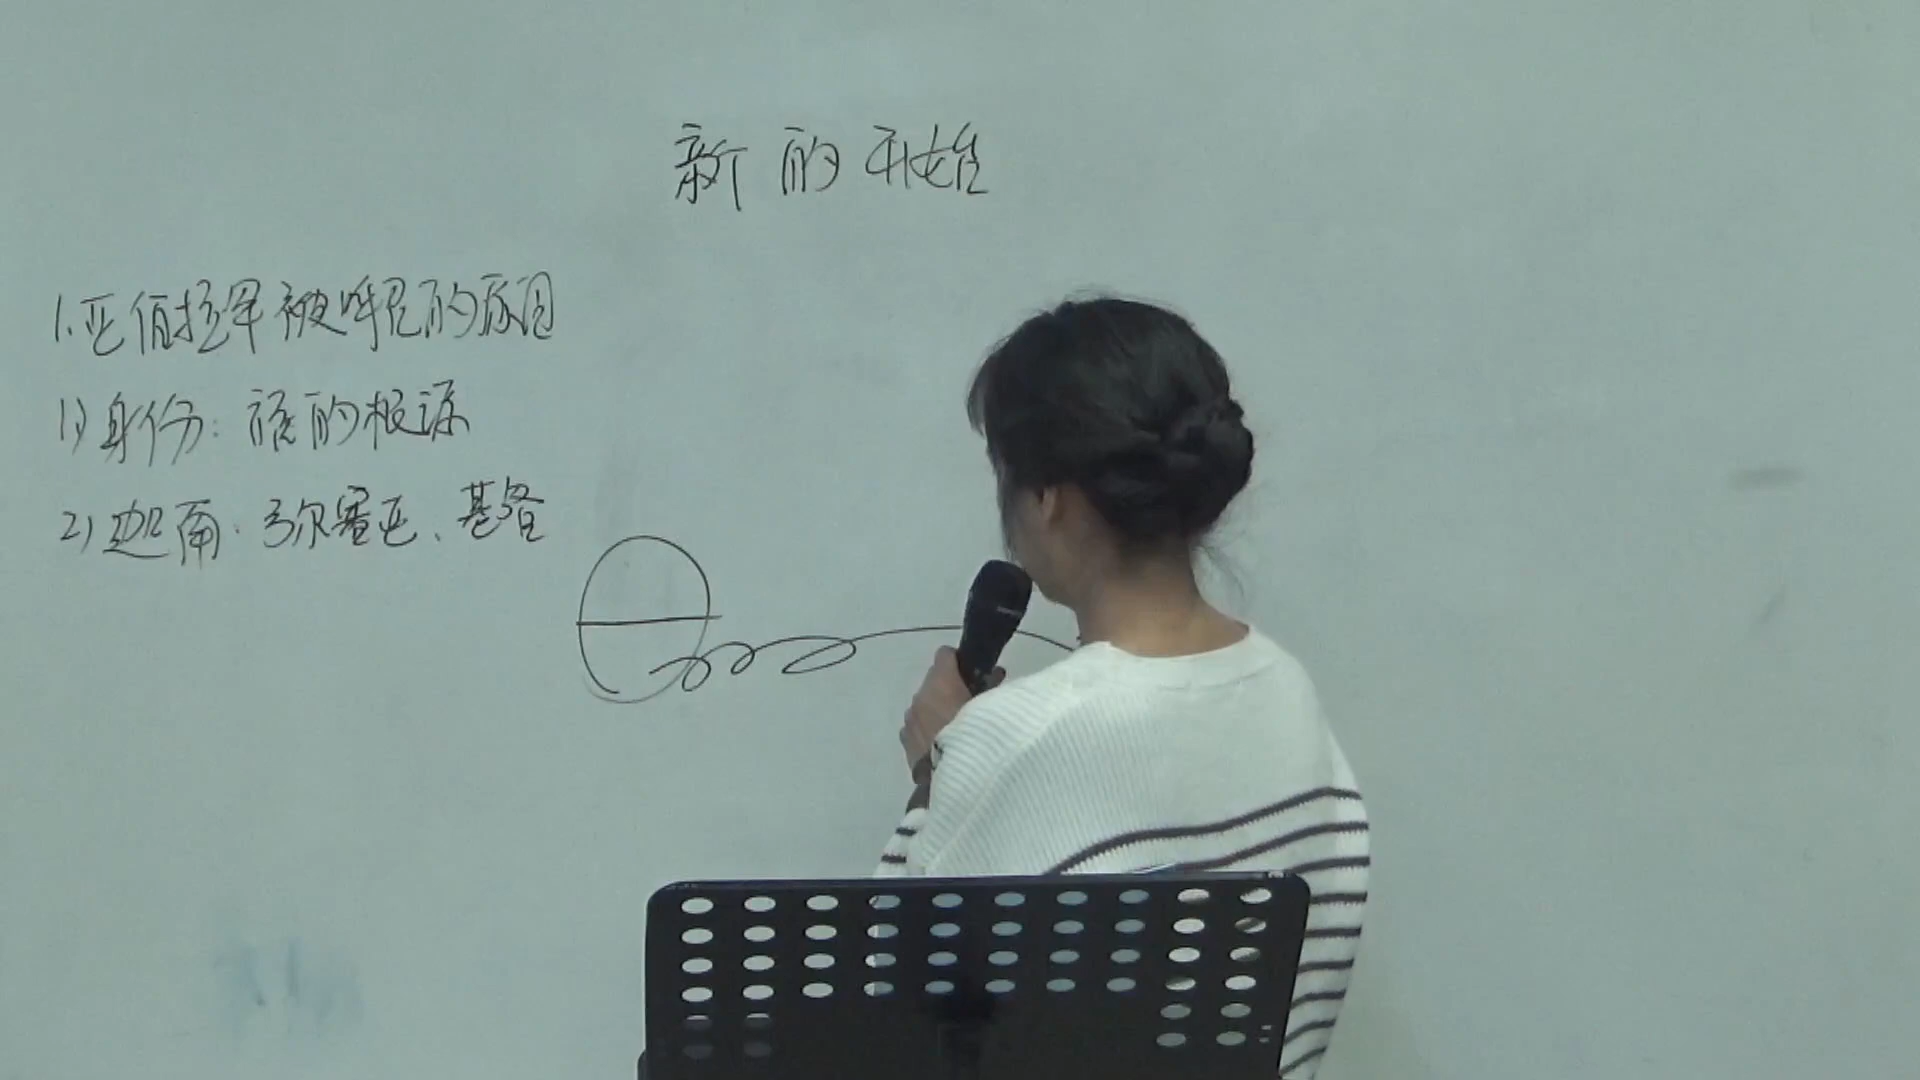 新的开始
1. 亚伯拉罕被呼召的原因
1) 身份: 福的根源
2) 迦南: 弥赛亚、基督